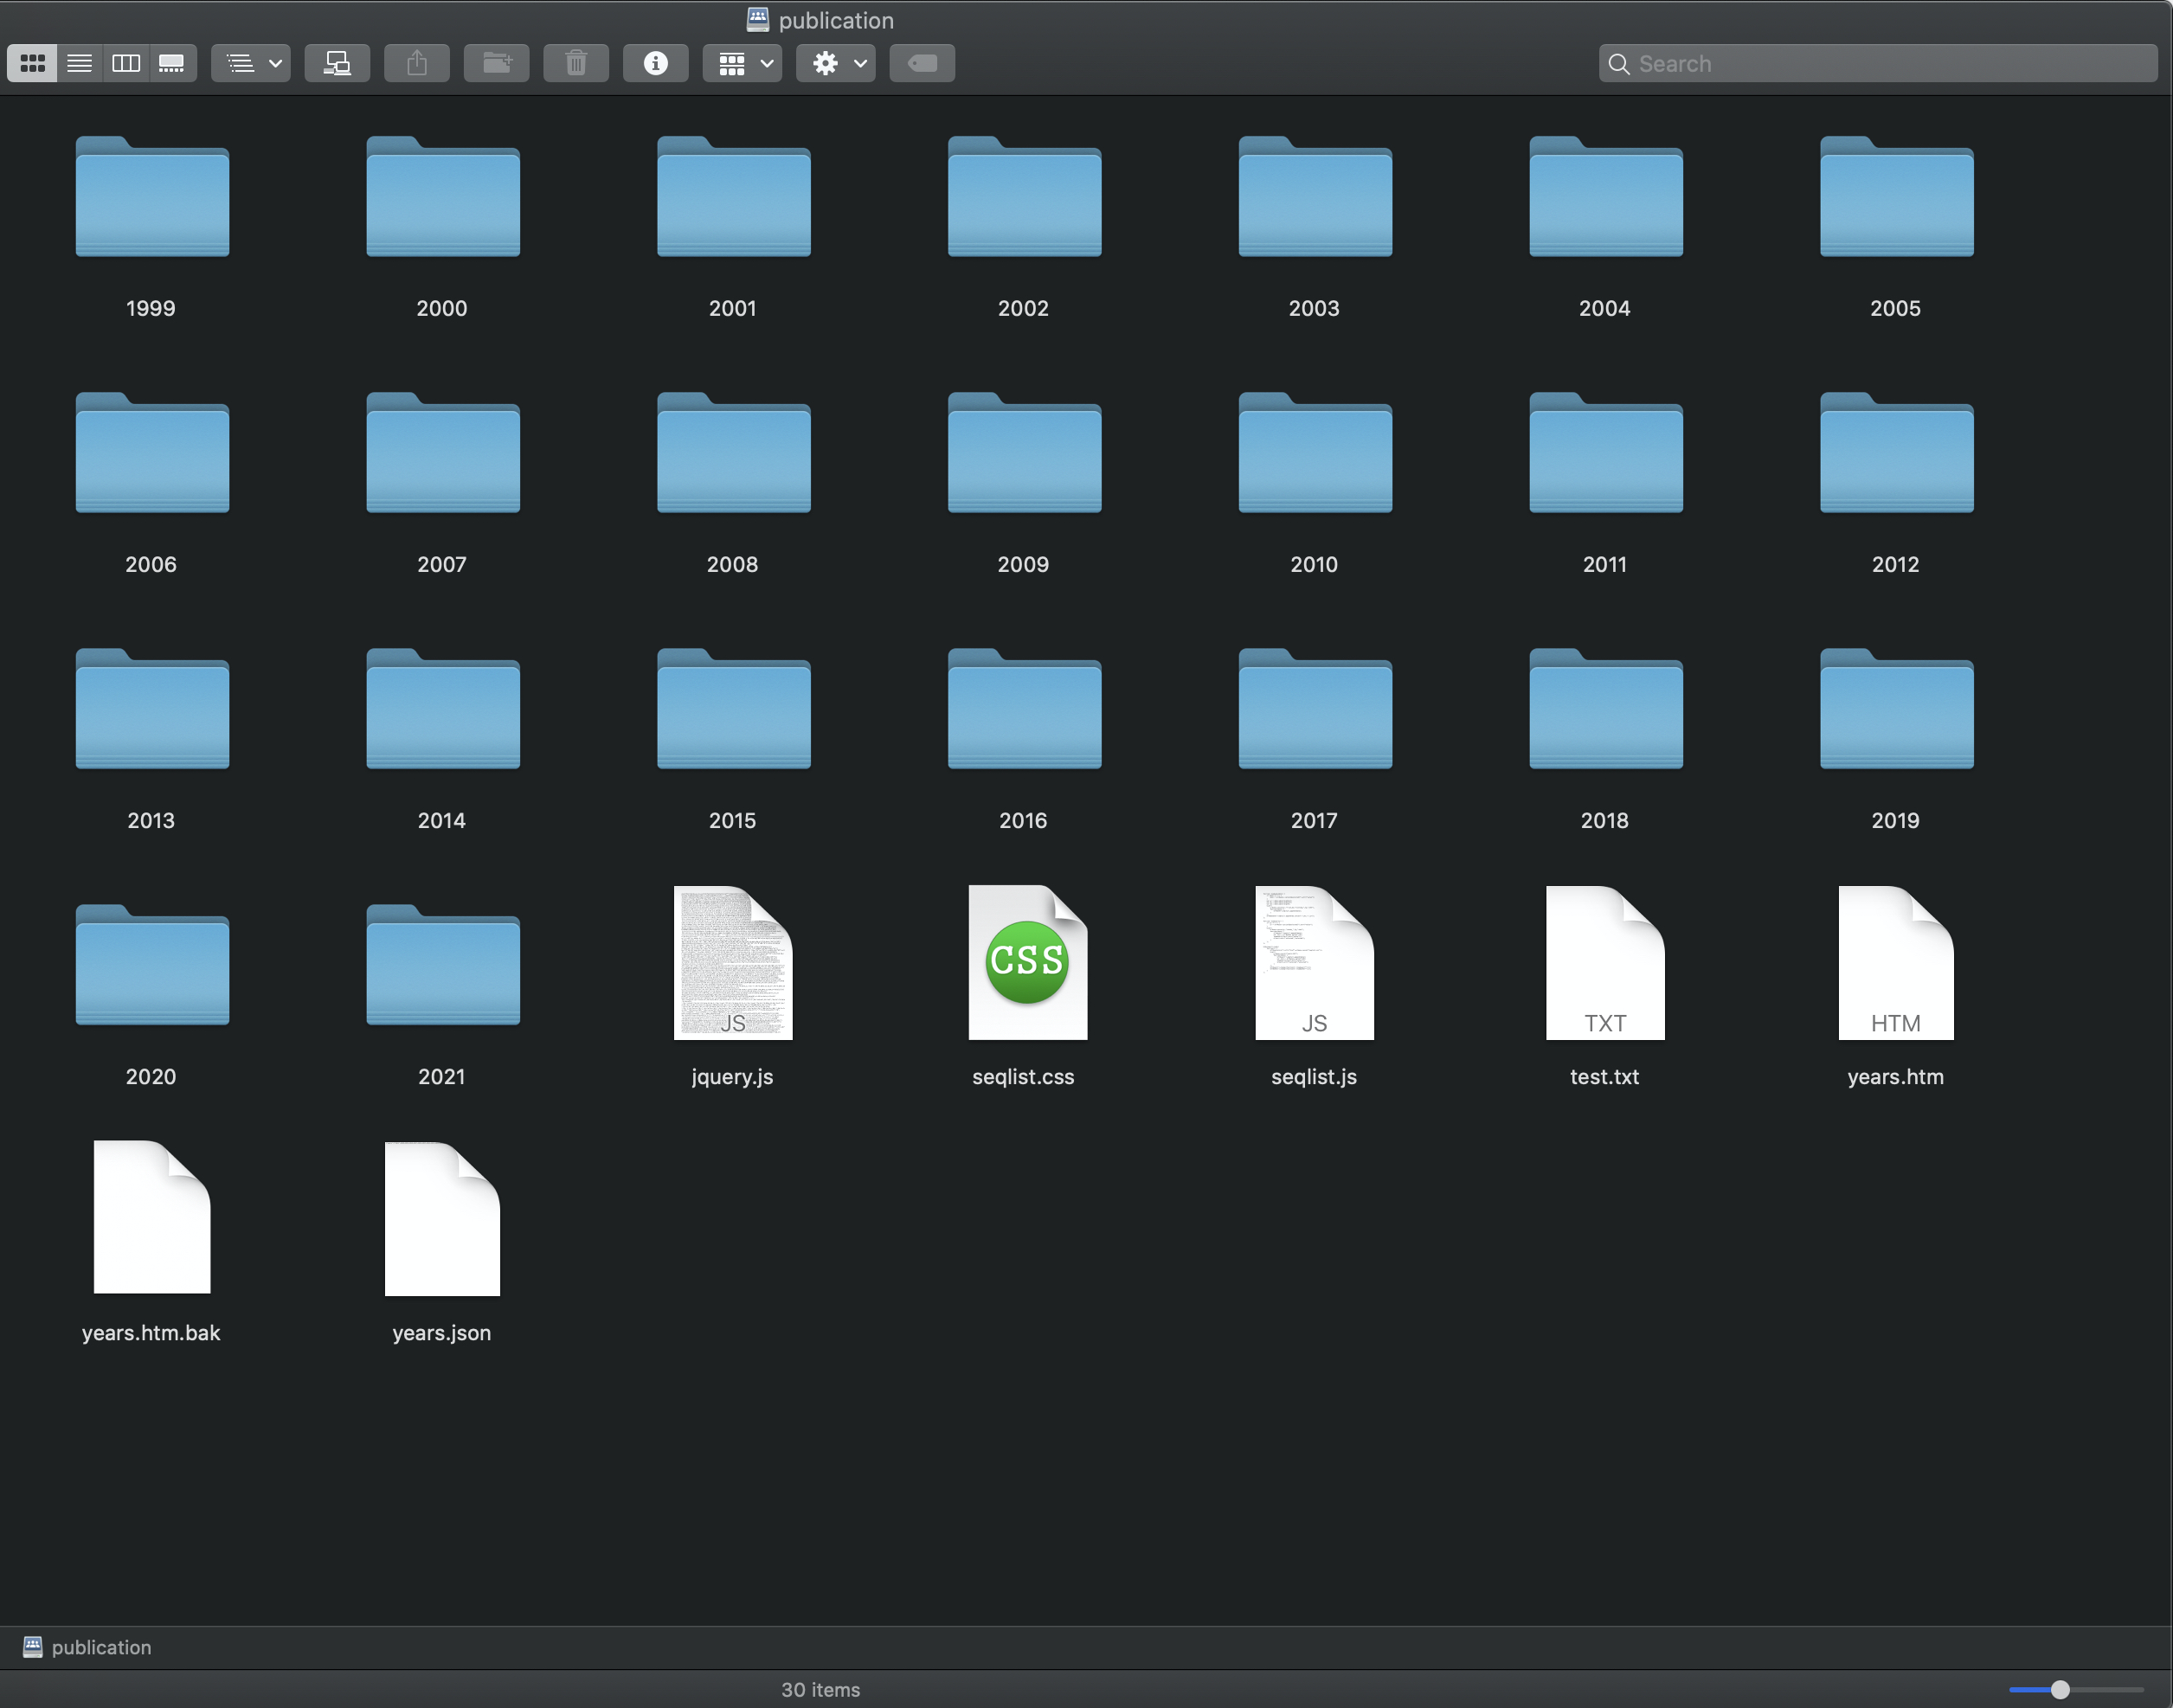 publication
Search
1999 2000 2001 2002 2003 2004 2005
2006 2007 2008 2009 2010 2011 2012
2013 2014 2015 2016 2017 2018 2019
JS CSS JS TXT HTM
2020 2021 jquery.js seqlist.css seqlist.js test.txt years.htm
years.htm.bak years.json
publication
30 items